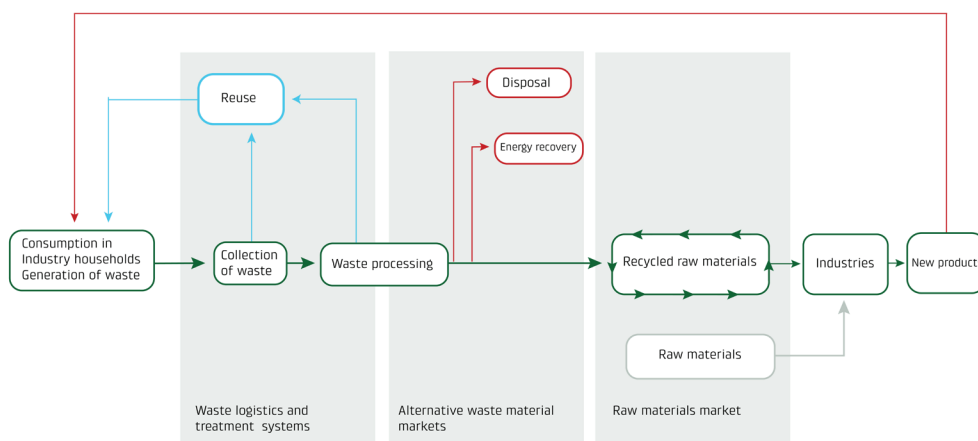 Reuse
Disposal
Energy recovery
Consumption in
Industry households
Generation of waste
Collection
of waste
Waste processing
Recycled raw materials
Industries
New product
Raw materials
Waste logistics and
treatment systems
Alternative waste material
markets
Raw materials market